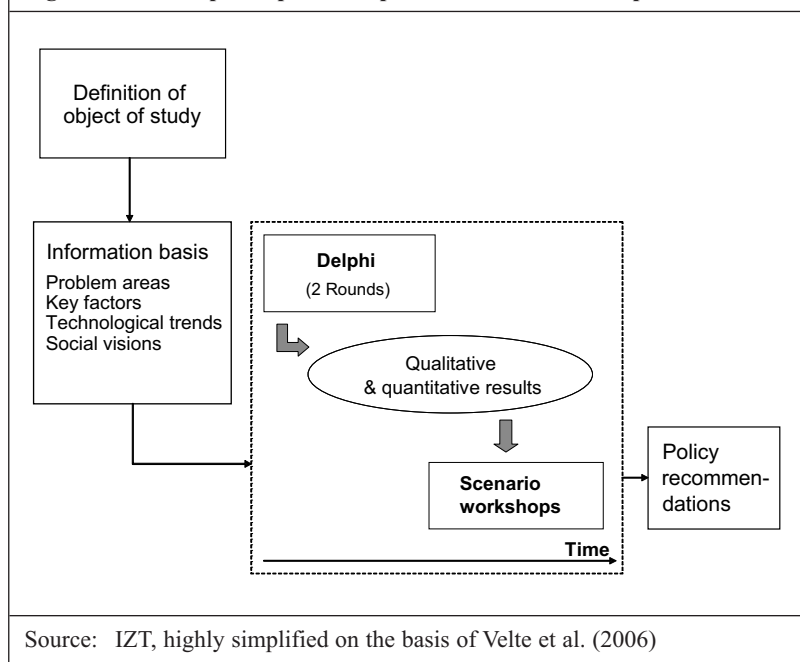 Definition of
object of study
Information basis
Problem areas
Key factors
Technological trends
Social visions
Delphi
(2 Rounds)
Qualitative
& quantitative results
Scenario
workshops
Time
Policy
recommen-
dations
Source: IZT, highly simplified on the basis of Velte et al. (2006)